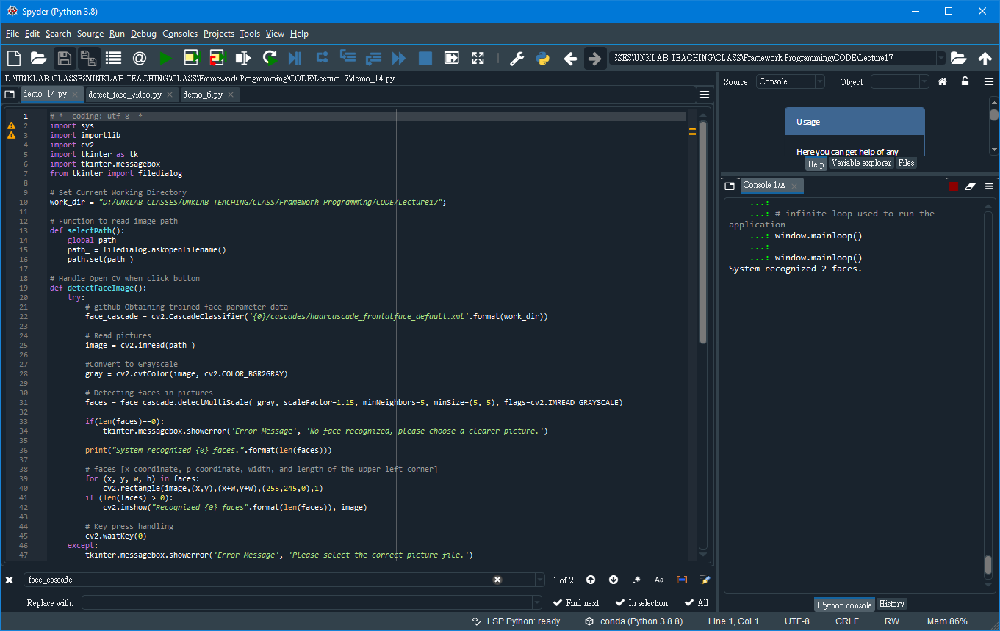 Spyder (Python 3.8)
File Edit Search Source Run Debug Consoles Projects Tools View Help
SES\UNKLAB TEACHING\CLASS\Framework Programming\CODE\Lecture17
D:\UNKLAB CLASSES\UNKLAB TEACHING\CLASS\Framework Programming\CODE\Lecture17\demo_14.py
demo_14.py detect_face_video.py demo_6.py
1 #-*- coding: utf-8 -*-
2 import sys
3 import importlib
4 import cv2
5 import tkinter as tk
6 import tkinter.messagebox
7 from tkinter import filedialog
8
9 # Set Current Working Directory
10 work_dir = "D:/UNKLAB CLASSES/UNKLAB TEACHING/CLASS/Framework Programming/CODE/Lecture17";
11
12 # Function to read image path
13 def selectPath():
14 global path_
15 path_ = filedialog.askopenfilename()
16 path.set(path_)
17
18 # Handle Open CV when click button
19 def detectFaceImage():
20 try:
21 # github Obtaining trained face parameter data
22 face_cascade = cv2.CascadeClassifier('{0}/cascades/haarcascade_frontalface_default.xml'.format(work_dir))
23
24 # Read pictures
25 image = cv2.imread(path_)
26
27 #Convert to Grayscale
28 gray = cv2.cvtColor(image, cv2.COLOR_BGR2GRAY)
29
30 # Detecting faces in pictures
31 faces = face_cascade.detectMultiScale( gray, scaleFactor=1.15, minNeighbors=5, minSize=(5, 5), flags=cv2.IMREAD_GRAYSCALE)
32
33 if(len(faces)==0):
34 tkinter.messagebox.showerror('Error Message', 'No face recognized, please choose a clearer picture.')
35
36 print("System recognized {0} faces.".format(len(faces)))
37
38 # faces [x-coordinate, p-coordinate, width, and length of the upper left corner]
39 for (x, y, w, h) in faces:
40 cv2.rectangle(image,(x,y),(x+w,y+w),(255,245,0),1)
41 if (len(faces) > 0):
42 cv2.imshow("Recognized {0} faces".format(len(faces)), image)
43
44 # Key press handling
45 cv2.waitKey(0)
46 except:
47 tkinter.messagebox.showerror('Error Message', 'Please select the correct picture file.')
face_cascade 1 of 2 .* Aa
Replace with: Find next In selection All
Source Console Object
Usage
Here you can get help of any
Help Variable explorer Files
Console 1/A
...:
...: # infinite loop used to run the
application
...: window.mainloop()
...:
...: window.mainloop()
System recognized 2 faces.
IPython console History
LSP Python: ready conda (Python 3.8.8) Line 1, Col 1 UTF-8 CRLF RW Mem 86%